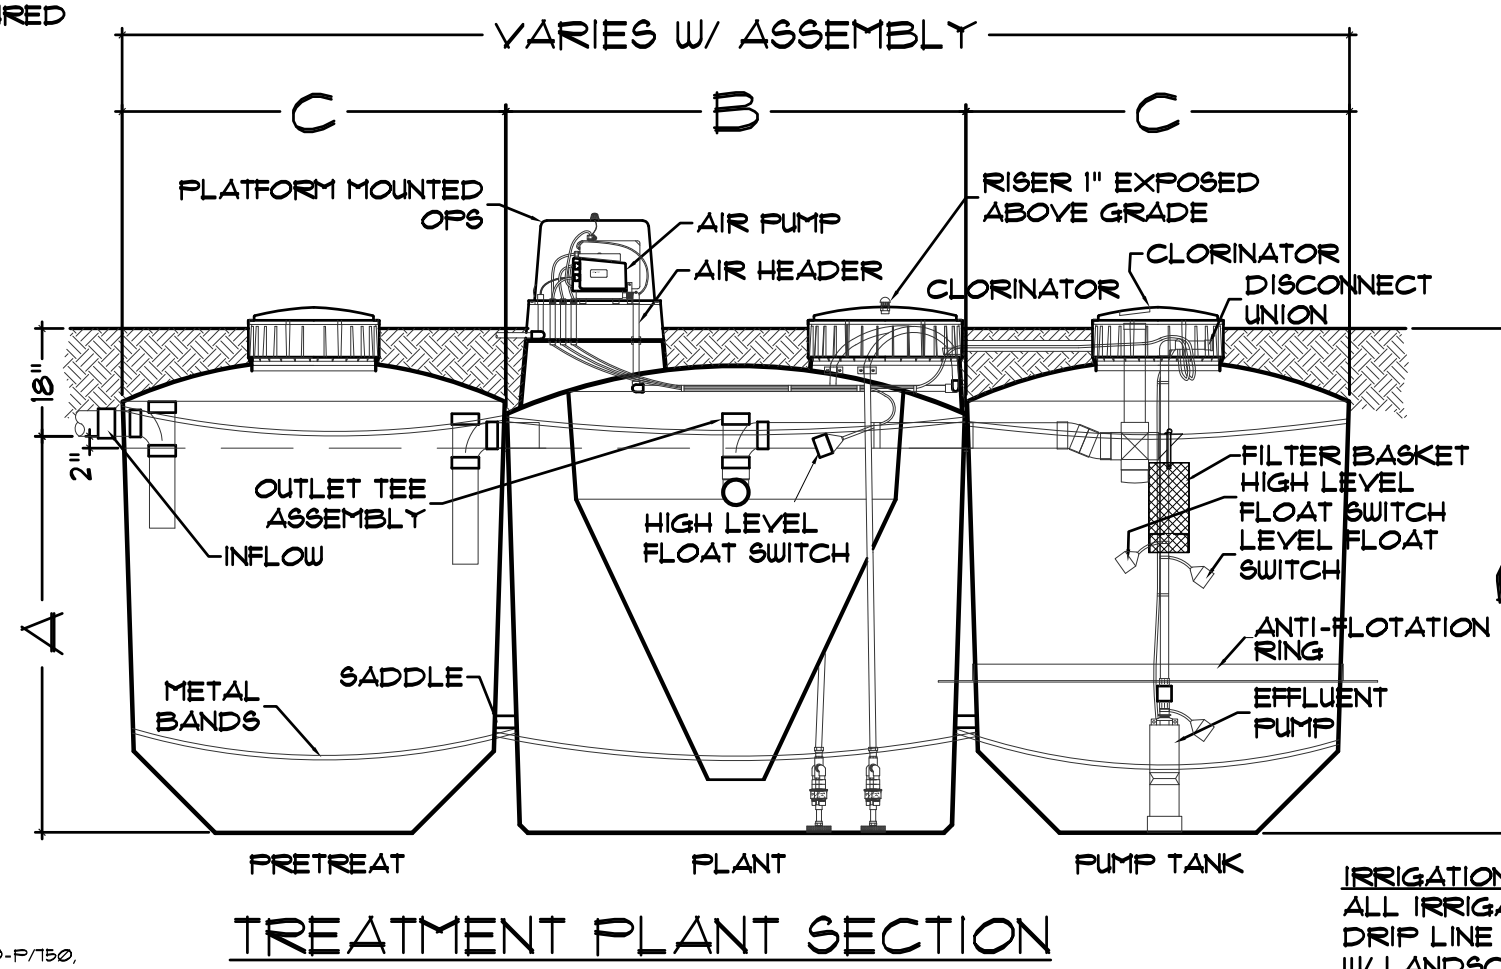 VARIES W/ ASSEMBLY
C
B
C
PLATFORM MOUNTED
OPS
AIR PUMP
AIR HEADER
RISER 1" EXPOSED
ABOVE GRADE
CLORINATOR
CLORINATOR
DISCONNECT
UNION
18"
2"
A
OUTLET TEE
ASSEMBLY
INFLOW
HIGH LEVEL
FLOAT SWITCH
FILTER BASKET
HIGH LEVEL
FLOAT SWITCH
LEVEL FLOAT
SWITCH
ANTI-FLOTATION
RING
SADDLE
METAL
BANDS
EFFLUENT
PUMP
PRETREAT
PLANT
PUMP TANK
TREATMENT PLANT SECTION
-P/750,
IRRIGATION
ALL
DRIP LINE
W/